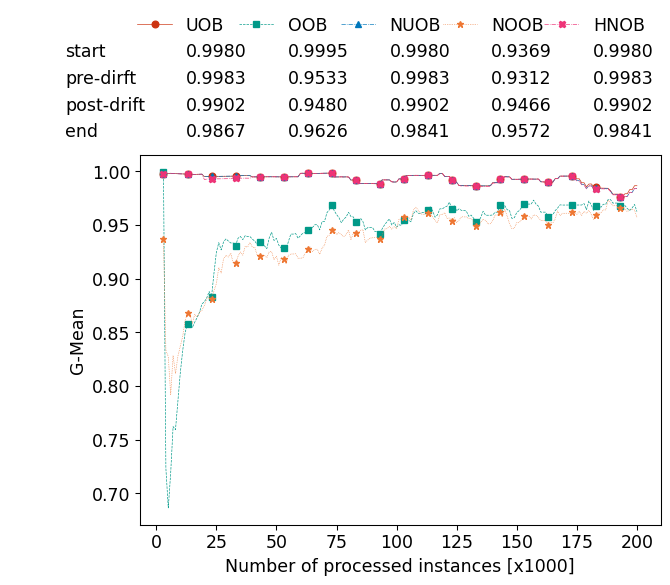 UOB OOB NUOB NOOB HNOB
start 0.9980 0.9995 0.9980 0.9369 0.9980
pre-dirft 0.9983 0.9533 0.9983 0.9312 0.9983
post-drift 0.9902 0.9480 0.9902 0.9466 0.9902
end 0.9867 0.9626 0.9841 0.9572 0.9841
1.00
0.95
0.90
0.85
0.80
0.75
0.70
G-Mean
0 25 50 75 100 125 150 175 200
Number of processed instances [x1000]